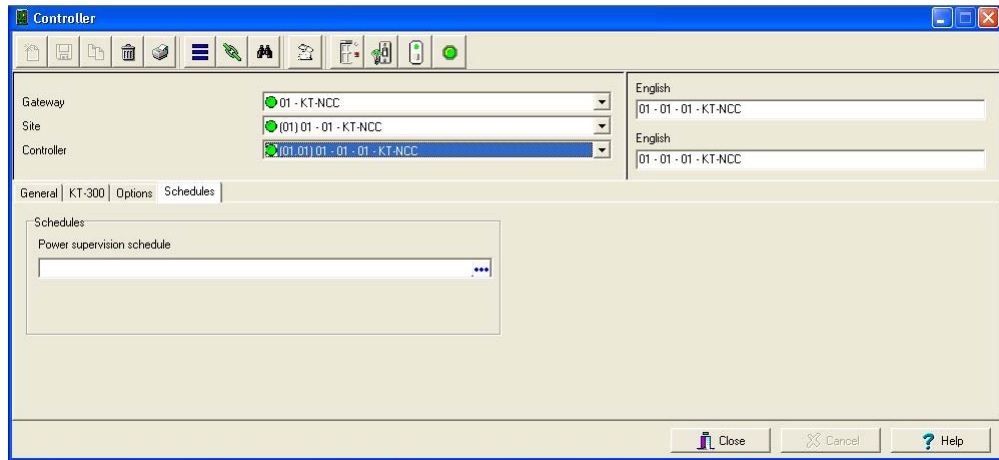 Controller
English
Gateway 01 - KT-NCC 01 - 01 - 01 - KT-NCC
Site (01) 01 - 01 - KT-NCC
English
Controller (01.01) 01 - 01 - 01 - KT-NCC 01 - 01 - 01 - KT-NCC
General KT-300 Options Schedules
Schedules
Power supervision schedule
Close Cancel Help